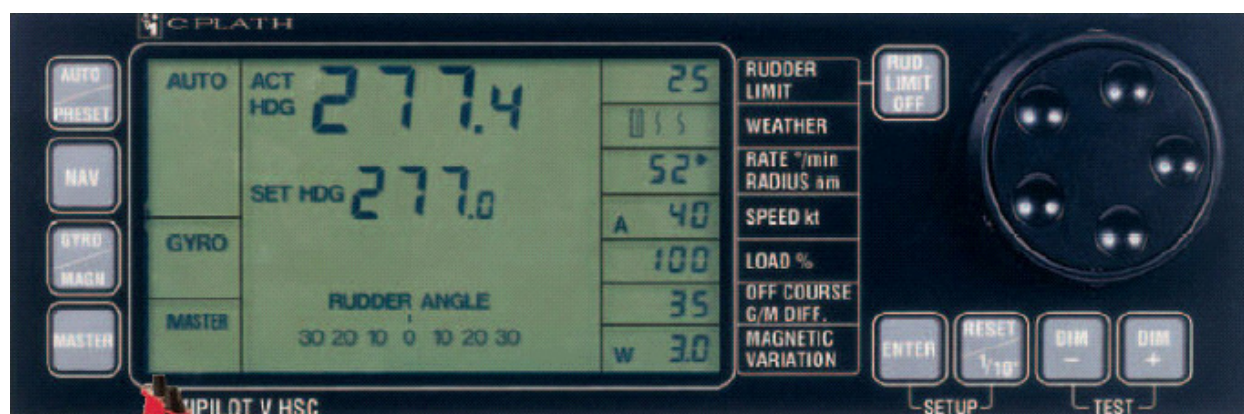 C PLATH
AUTO
PRESET
NAV
GYRO
MAGN
MASTER
AUTO
GYRO
MASTER
ACT
HDG 277.4
SET HDG 277.0
RUDDER ANGLE
30 20 10 0 10 20 30
25
52°
A 40
100
35
W 3.0
RUDDER
LIMIT
WEATHER
RATE °/min
RADIUS nm
SPEED kt
LOAD %
OFF COURSE
G/M DIFF.
MAGNETIC
VARIATION
RUD.
LIMIT
OFF
ENTER
RESET
1/10°
DIM
-
DIM
+
SETUP
TEST
PILOT V HSC